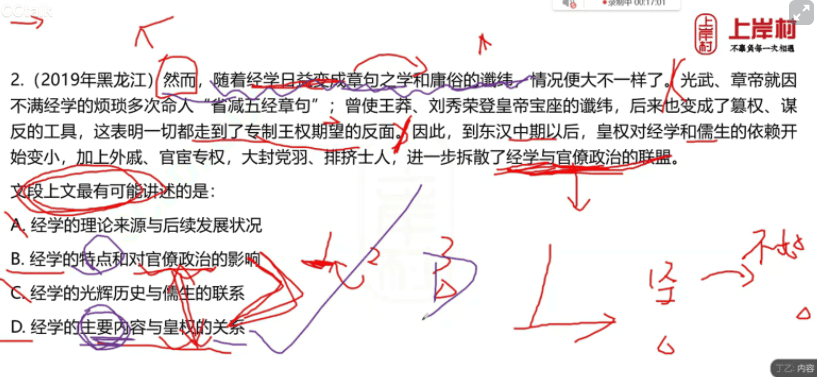 CCtalk
录制中 00:17:01
上岸村
上岸村
不辜负每一次相遇
2.（2019年黑龙江）然而，随着经学日益变成章句之学和庸俗的谶纬，情况便大不一样了。光武、章帝就因
不满经学的烦琐多次命人“省减五经章句”；曾使王莽、刘秀荣登皇帝宝座的谶纬，后来也变成了篡权、谋
反的工具，这表明一切都走到了专制王权期望的反面。因此，到东汉中期以后，皇权对经学和儒生的依赖开
始变小，加上外戚、官宦专权，大封党羽、排挤士人，进一步拆散了经学与官僚政治的联盟。
文段上文最有可能讲述的是：
A. 经学的理论来源与后续发展状况
B. 经学的特点和对官僚政治的影响
C. 经学的光辉历史与儒生的联系
D. 经学的主要内容与皇权的关系
B
D
经
丁乙: 内容